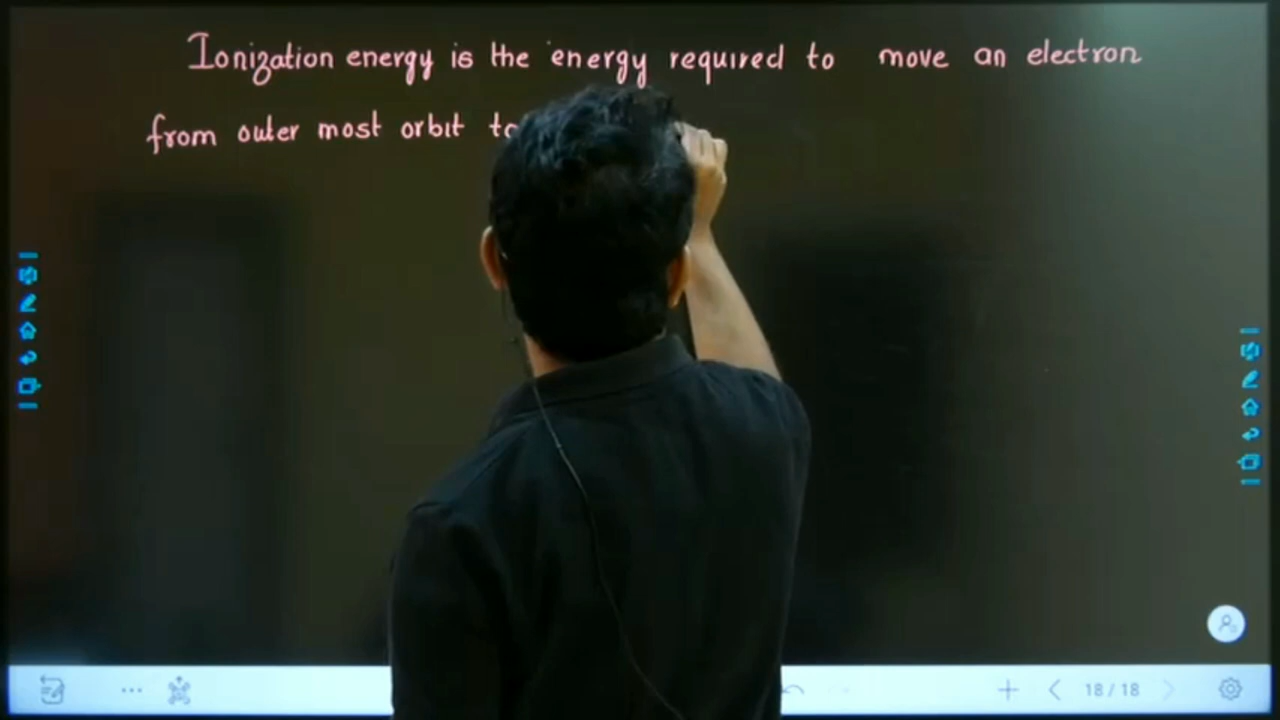 Ionization energy is the energy required to move an electron
from outer most orbit to
18/18